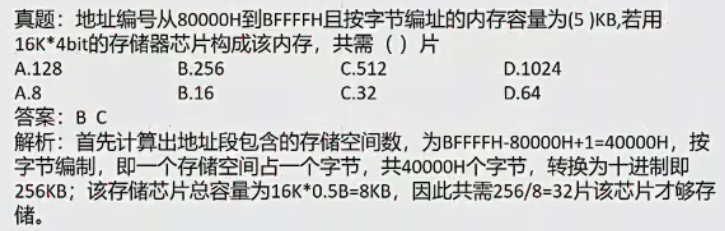 真题：地址编号从80000H到BFFFFH且按字节编址的内存容量为(5 )KB,若用
16K*4bit的存储器芯片构成该内存，共需（ ）片
A.128 B.256 C.512 D.1024
A.8 B.16 C.32 D.64
答案：B C
解析：首先计算出地址段包含的存储空间数，为BFFFFH-80000H+1=40000H，按
字节编制，即一个存储空间占一个字节，共40000H个字节，转换为十进制即
256KB；该存储芯片总容量为16K*0.5B=8KB，因此共需256/8=32片该芯片才够存
储。